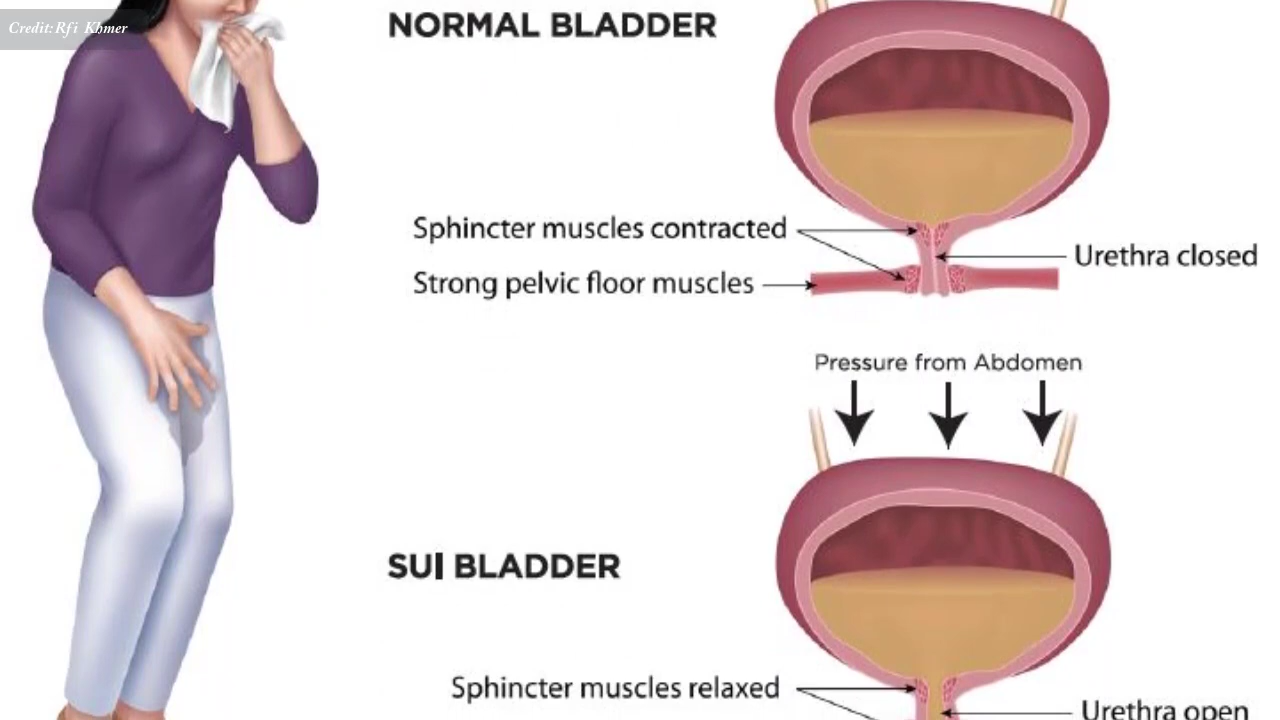 Credit:Rfi Khmer
NORMAL BLADDER
Sphincter muscles contracted
Urethra closed
Strong pelvic floor muscles
Pressure from Abdomen
SUI BLADDER
Sphincter muscles relaxed
Urethra open